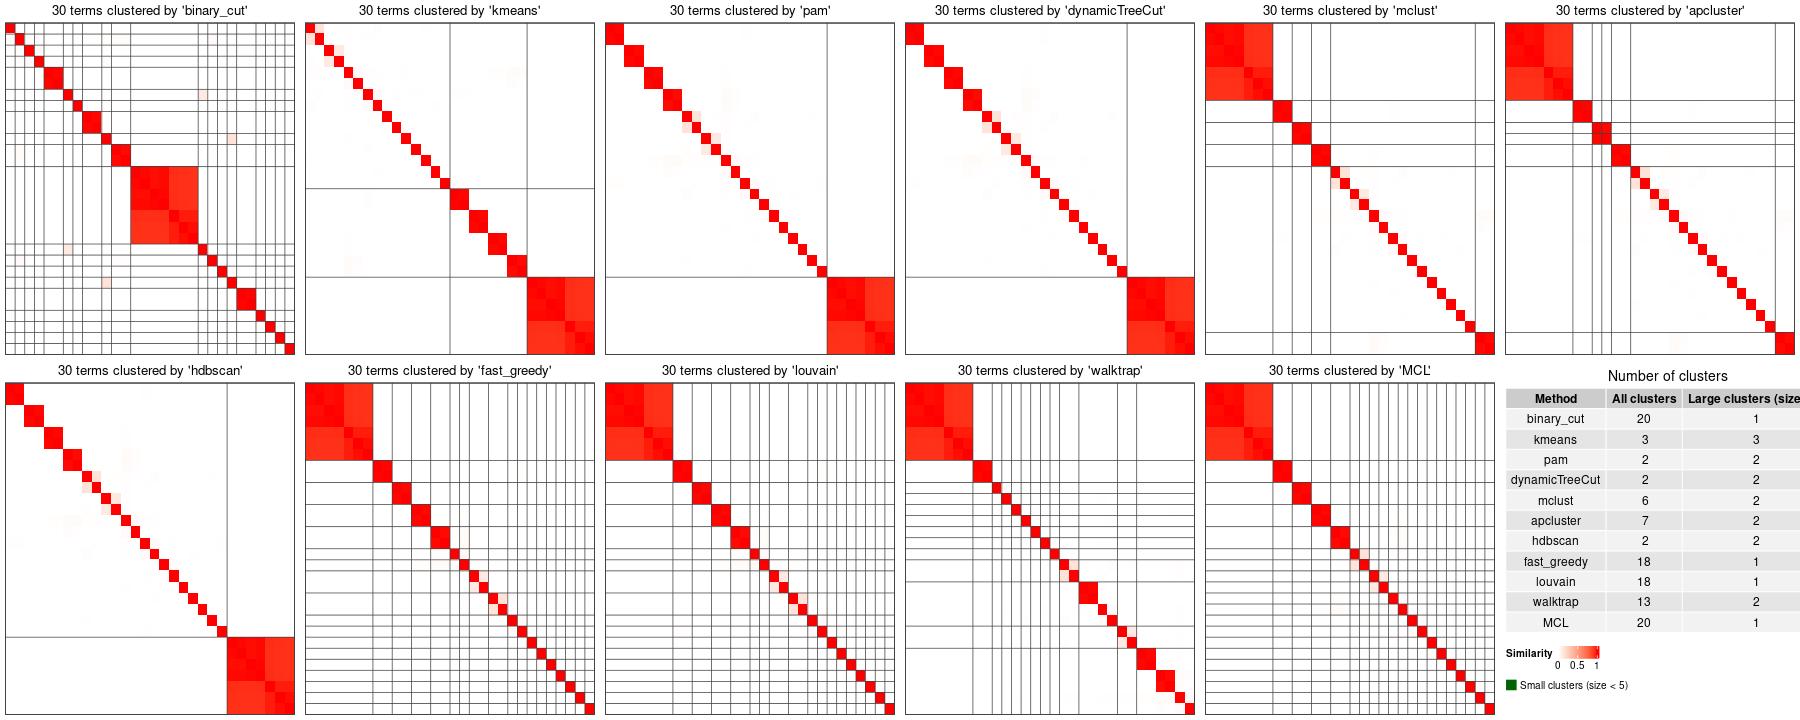 30 terms clustered by 'binary_cut'
30 terms clustered by 'kmeans'
30 terms clustered by 'pam'
30 terms clustered by 'dynamicTreeCut'
30 terms clustered by 'mclust'
30 terms clustered by 'apcluster'
30 terms clustered by 'hdbscan'
30 terms clustered by 'fast_greedy'
30 terms clustered by 'louvain'
30 terms clustered by 'walktrap'
30 terms clustered by 'MCL'
Number of clusters
Method All clusters Large clusters (size
binary_cut 20 1
kmeans 3 3
pam 2 2
dynamicTreeCut 2 2
mclust 6 2
apcluster 7 2
hdbscan 2 2
fast_greedy 18 1
louvain 18 1
walktrap 13 2
MCL 20 1
Similarity
0 0.5 1
Small clusters (size < 5)